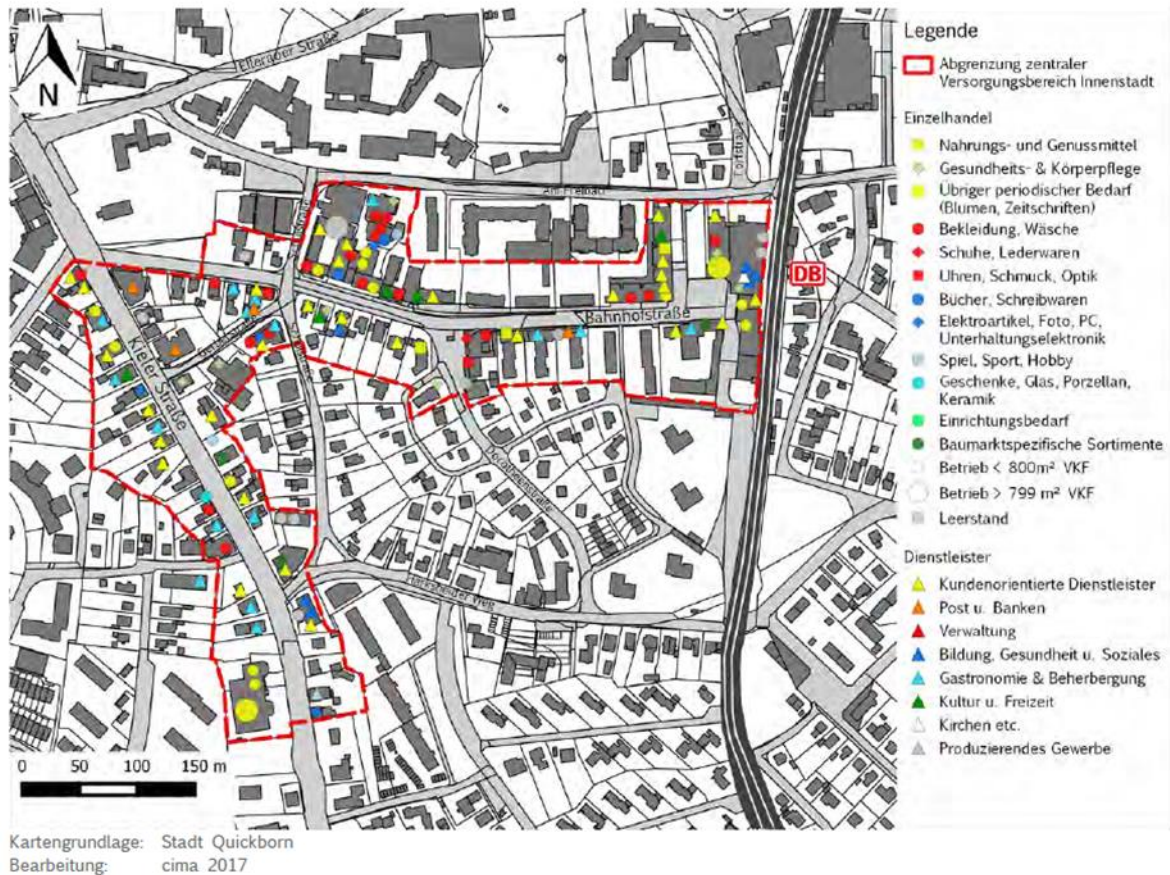 Ellerauer Straße
N
Am Freibad
Bahnhofstraße
DB
Kieler Straße
Dorotheenstraße
Harksheider Weg
0 50 100 150 m
Legende
Abgrenzung zentraler
Versorgungsbereich Innenstadt
Einzelhandel
Nahrungs- und Genussmittel
Gesundheits- & Körperpflege
Übriger periodischer Bedarf
(Blumen, Zeitschriften)
Bekleidung, Wäsche
Schuhe, Lederwaren
Uhren, Schmuck, Optik
Bücher, Schreibwaren
Elektroartikel, Foto, PC,
Unterhaltungselektronik
Spiel, Sport, Hobby
Geschenke, Glas, Porzellan,
Keramik
Einrichtungsbedarf
Baumarktspezifische Sortimente
Betrieb < 800m² VKF
Betrieb > 799 m² VKF
Leerstand
Dienstleister
Kundenorientierte Dienstleister
Post u. Banken
Verwaltung
Bildung, Gesundheit u. Soziales
Gastronomie & Beherbergung
Kultur u. Freizeit
Kirchen etc.
Produzierendes Gewerbe
Kartengrundlage: Stadt Quickborn
Bearbeitung: cima 2017